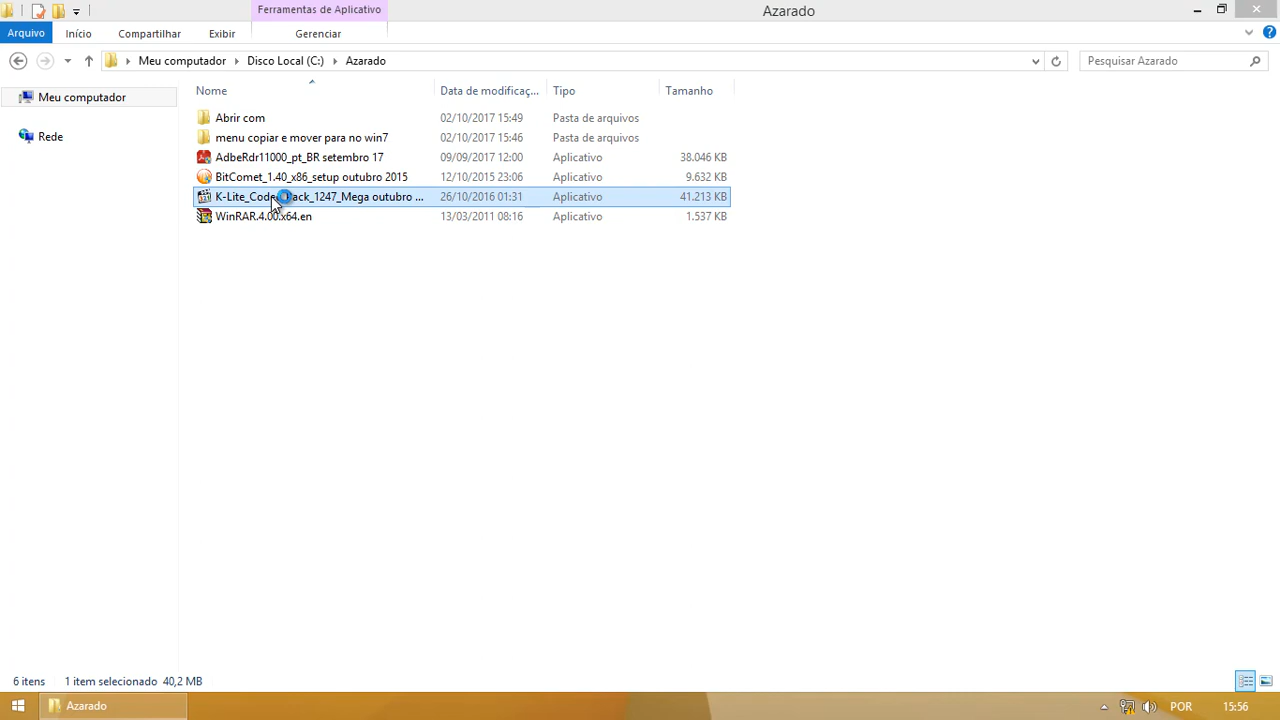 Ferramentas de Aplicativo
Azarado
Arquivo Início Compartilhar Exibir Gerenciar
Meu computador Disco Local (C:) Azarado Pesquisar Azarado
Nome Data de modificaç... Tipo Tamanho
Meu computador
Rede
Abrir com 02/10/2017 15:49 Pasta de arquivos
menu copiar e mover para no win7 02/10/2017 15:46 Pasta de arquivos
AdbeRdr11000_pt_BR setembro 17 09/09/2017 12:00 Aplicativo 38.046 KB
BitComet_1.40_x86_setup outubro 2015 12/10/2015 23:06 Aplicativo 9.632 KB
outubro ... 26/10/2016 01:31 Aplicativo 41.213 KB
WinRAR.4.00.x64.en 13/03/2011 08:16 Aplicativo 1.537 KB
6 itens 1 item selecionado 40,2 MB
Azarado POR 15:56